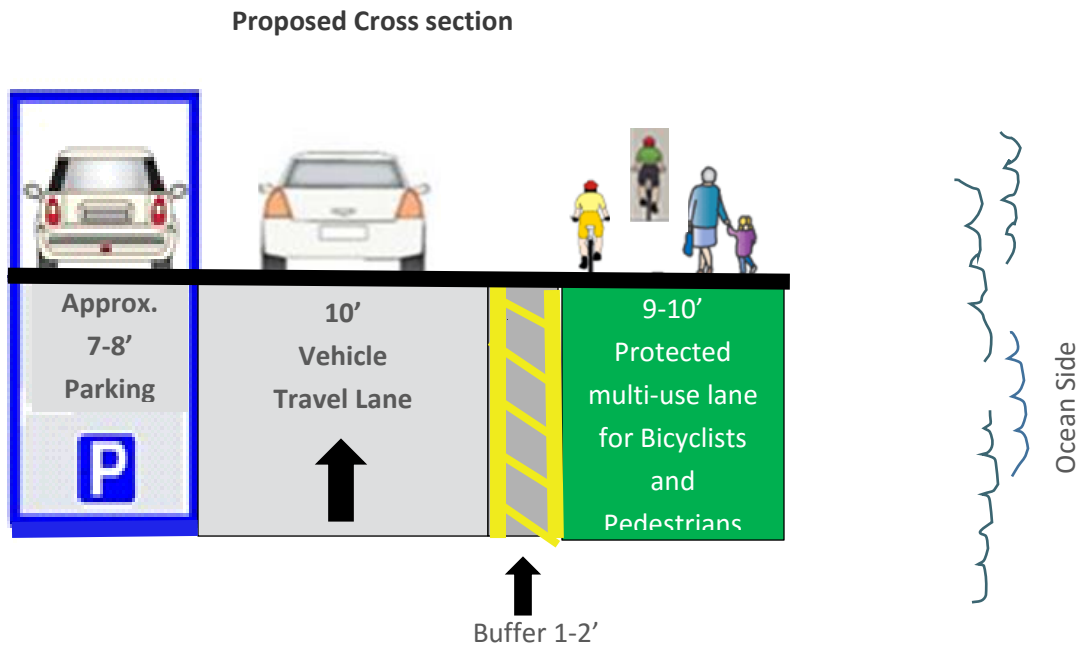 Proposed Cross section
Approx.
7-8’
Parking
P
10’
Vehicle
Travel Lane
9-10’
Protected
multi-use lane
for Bicyclists
and
Pedestrians
Buffer 1-2’
Ocean Side